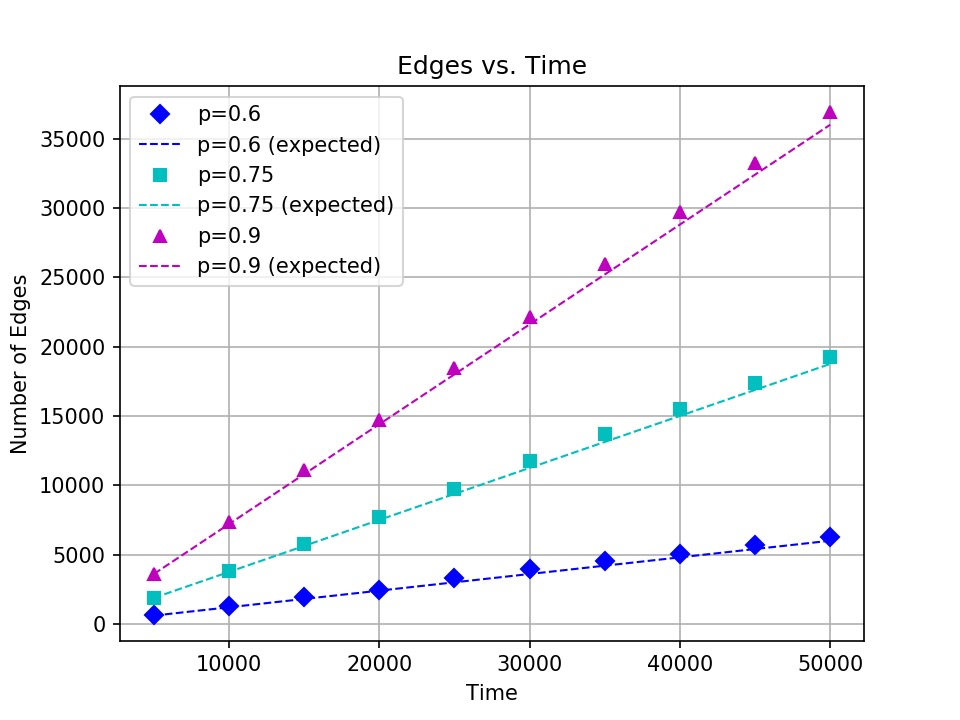 Edges vs. Time
p=0.6
p=0.6 (expected)
p=0.75
p=0.75 (expected)
p=0.9
p=0.9 (expected)
Number of Edges
35000
30000
25000
20000
15000
10000
5000
0
10000 20000 30000 40000 50000
Time